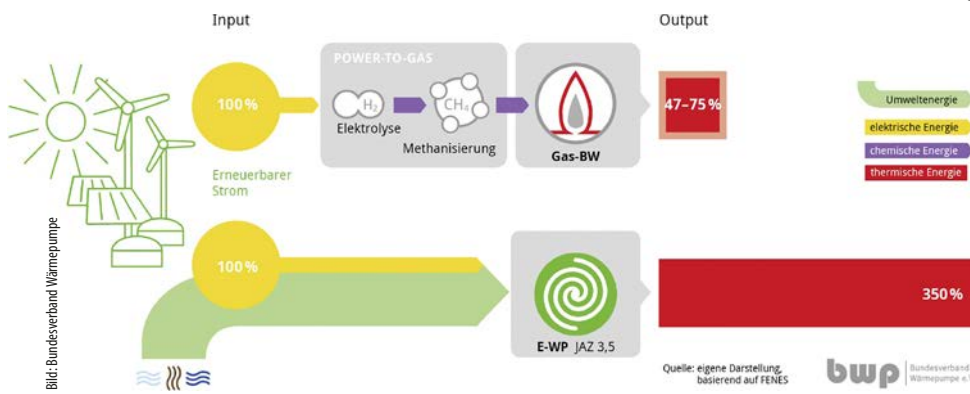 Input
Output
POWER-TO-GAS
100%
H₂
CH₄
47–75%
Elektrolyse
Methanisierung
Gas-BW
Umweltenergie
elektrische Energie
chemische Energie
thermische Energie
Erneuerbarer
Strom
100%
350%
E-WP JAZ 3,5
Bild: Bundesverband Wärmepumpe
Quelle: eigene Darstellung,
basierend auf FENES
bwp
Bundesverband
Wärmepumpe e.V